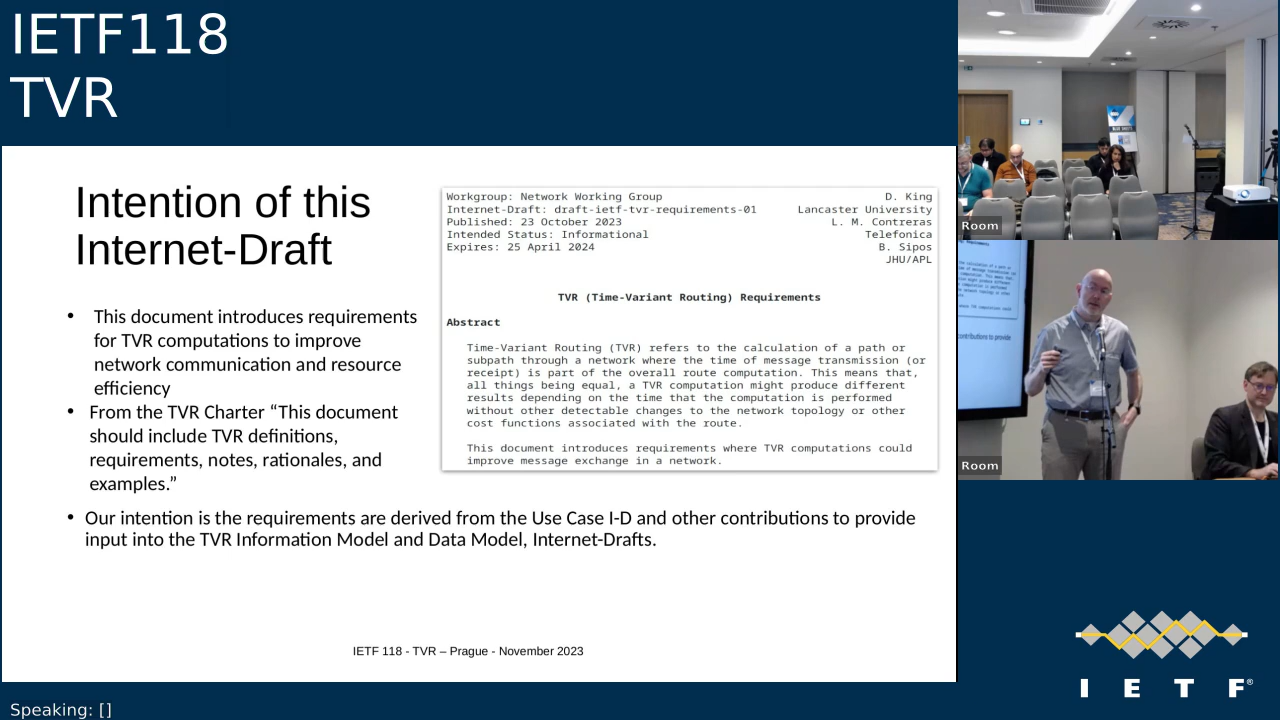 IETF118
TVR
Intention of this
Internet-Draft
• This document introduces requirements
for TVR computations to improve
network communication and resource
efficiency
• From the TVR Charter “This document
should include TVR definitions,
requirements, notes, rationales, and
examples.”
• Our intention is the requirements are derived from the Use Case I-D and other contributions to provide
input into the TVR Information Model and Data Model, Internet-Drafts.
Workgroup: Network Working Group D. King
Internet-Draft: draft-ietf-tvr-requirements-01 Lancaster University
Published: 23 October 2023 L. M. Contreras
Intended Status: Informational Telefonica
Expires: 25 April 2024 B. Sipos
JHU/APL
TVR (Time-Variant Routing) Requirements
Abstract
Time-Variant Routing (TVR) refers to the calculation of a path or
subpath through a network where the time of message transmission (or
receipt) is part of the overall route computation. This means that,
all things being equal, a TVR computation might produce different
results depending on the time that the computation is performed
without other detectable changes to the network topology or other
cost functions associated with the route.
This document introduces requirements where TVR computations could
improve message exchange in a network.
IETF 118 - TVR – Prague - November 2023
Room
Room
contributions to provide
I E T F®
Speaking: []